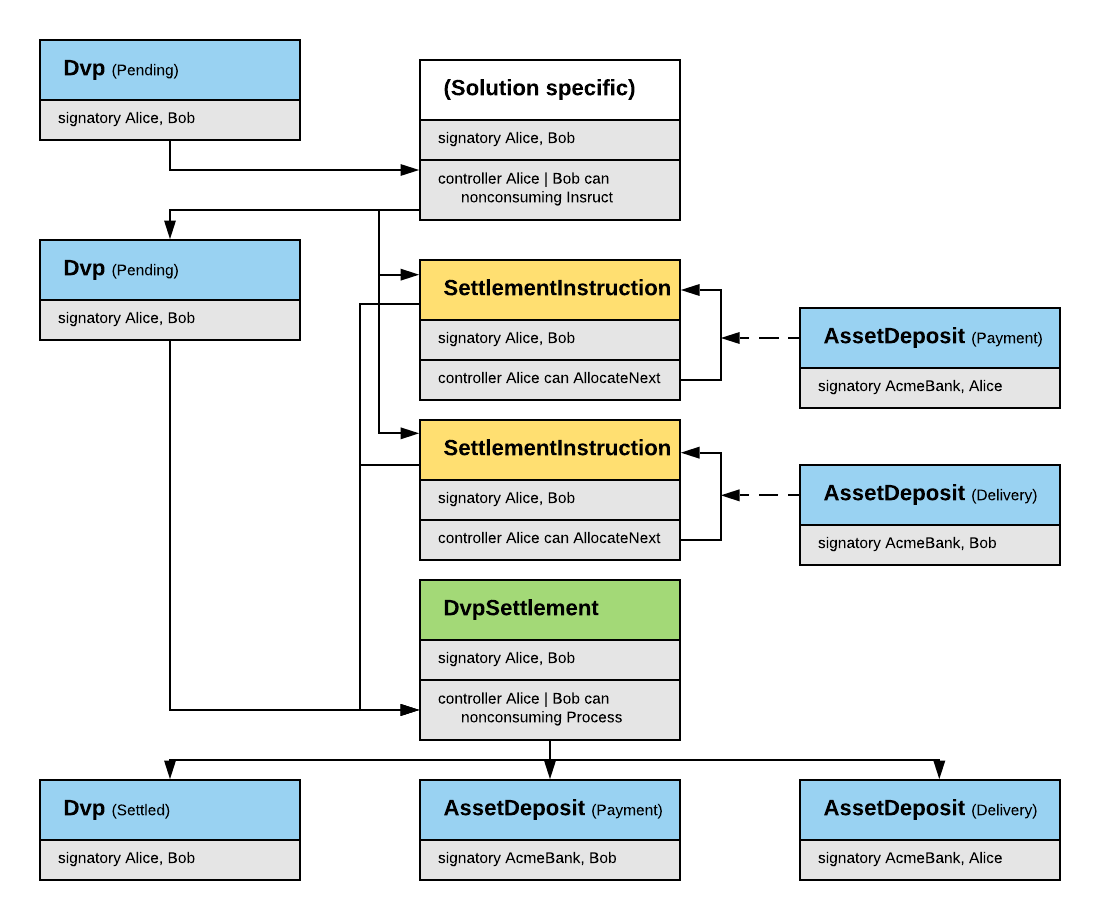 Dvp (Pending)
signatory Alice, Bob
(Solution specific)
signatory Alice, Bob
controller Alice | Bob can
nonconsuming Insruct
Dvp (Pending)
signatory Alice, Bob
SettlementInstruction
signatory Alice, Bob
controller Alice can AllocateNext
AssetDeposit (Payment)
signatory AcmeBank, Alice
SettlementInstruction
signatory Alice, Bob
controller Alice can AllocateNext
AssetDeposit (Delivery)
signatory AcmeBank, Bob
DvpSettlement
signatory Alice, Bob
controller Alice | Bob can
nonconsuming Process
Dvp (Settled)
signatory Alice, Bob
AssetDeposit (Payment)
signatory AcmeBank, Bob
AssetDeposit (Delivery)
signatory AcmeBank, Alice